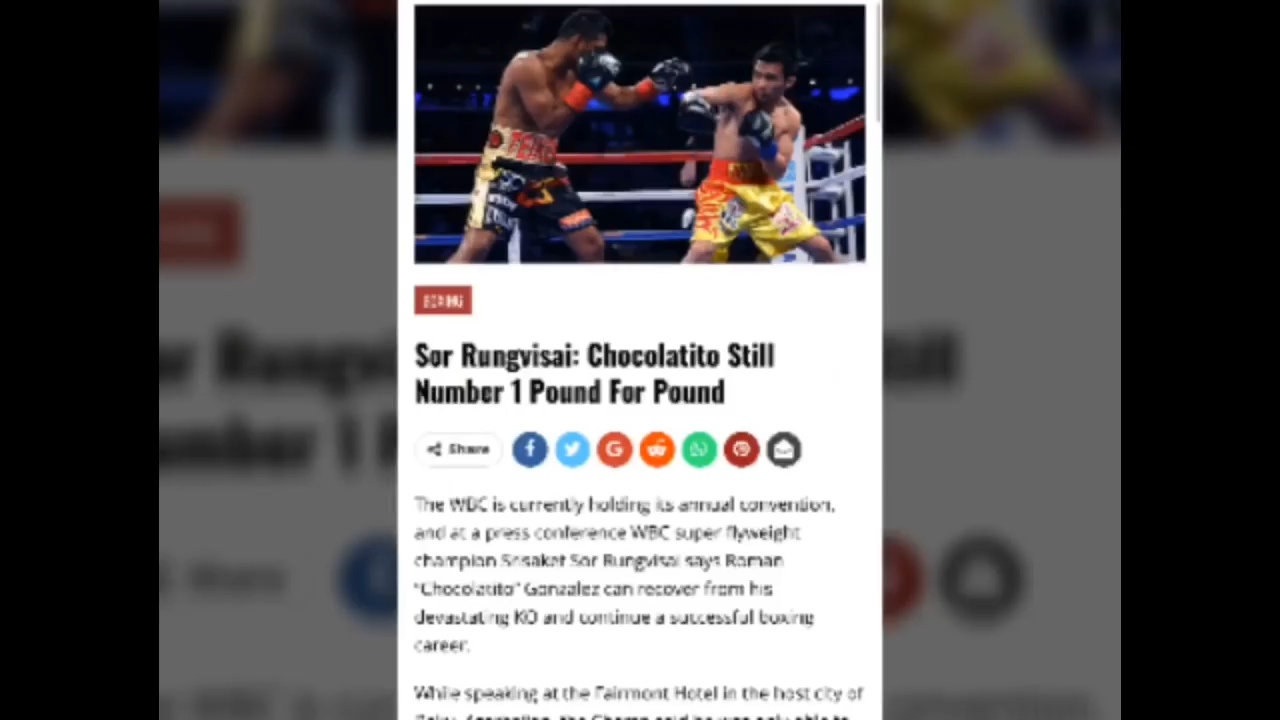 BOXING
Sor Rungvisai: Chocolatito Still
Number 1 Pound For Pound
Share
The WBC is currently holding its annual convention,
and at a press conference WBC super flyweight
champion Srisaket Sor Rungvisai says Roman
"Chocolatito" Gonzalez can recover from his
devastating KO and continue a successful boxing
career.
While speaking at the Fairmont Hotel in the host city of